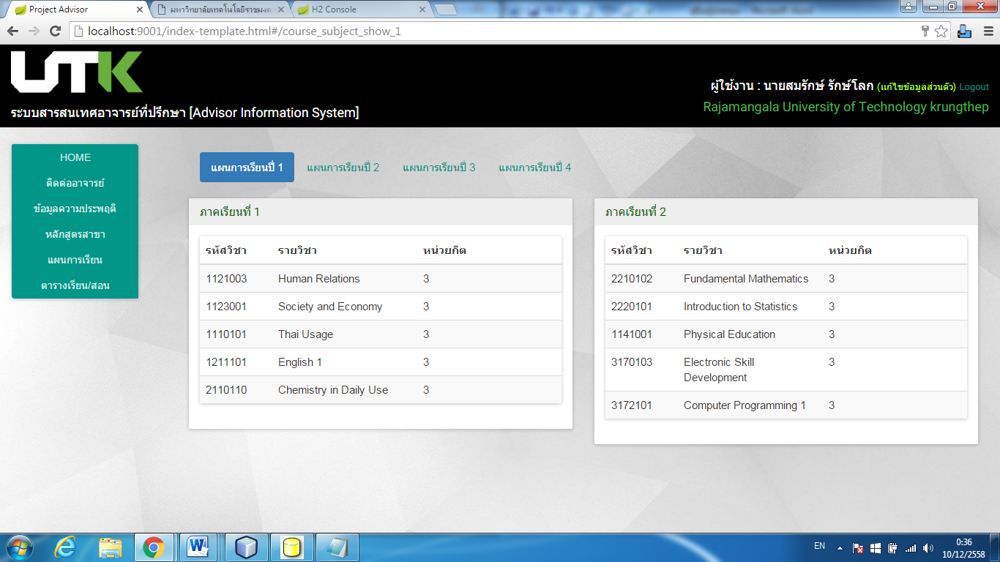 Project Advisor
มหาวิทยาลัยเทคโนโลยีราชมงค
H2 Console
localhost:9001/index-template.html#/course_subject_show_1
UTK
ระบบสารสนเทศอาจารย์ที่ปรึกษา [Advisor Information System]
ผู้ใช้งาน : นายสมรักษ์ รักษ์โลก (แก้ไขข้อมูลส่วนตัว) Logout
Rajamangala University of Technology krungthep
HOME
ติดต่ออาจารย์
ข้อมูลความประพฤติ
หลักสูตรสาขา
แผนการเรียน
ตารางเรียน/สอน
แผนการเรียนปี 1 แผนการเรียนปี 2 แผนการเรียนปี 3 แผนการเรียนปี 4
ภาคเรียนที่ 1
รหัสวิชา รายวิชา หน่วยกิต
1121003 Human Relations 3
1123001 Society and Economy 3
1110101 Thai Usage 3
1211101 English 1 3
2110110 Chemistry in Daily Use 3
ภาคเรียนที่ 2
รหัสวิชา รายวิชา หน่วยกิต
2210102 Fundamental Mathematics 3
2220101 Introduction to Statistics 3
1141001 Physical Education 3
3170103 Electronic Skill 3
Development
3172101 Computer Programming 1 3
EN
0:36
10/12/2558